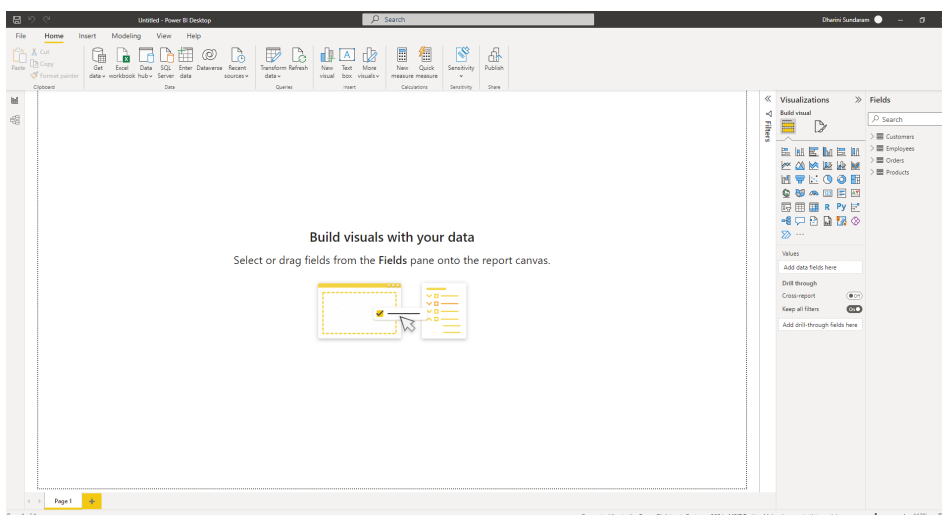 Untitled - Power BI Desktop
Search
Dharini Sundaram
File Home Insert Modeling View Help
Paste
Cut
Copy
Format painter
Clipboard
Get data
Excel workbook
Data hub
SQL Server
Enter data
Dataverse
Recent sources
Data
Transform data
Refresh
Queries
New visual
Text box
More visuals
Insert
New measure
Quick measure
Calculations
Sensitivity
Sensitivity
Publish
Share
Build visuals with your data
Select or drag fields from the Fields pane onto the report canvas.
Filters
Visualizations
Build visual
R Py
Values
Add data fields here
Drill through
Cross-report
Off
Keep all filters
On
Add drill-through fields here
Fields
Search
Customers
Employees
Orders
Products
Page 1